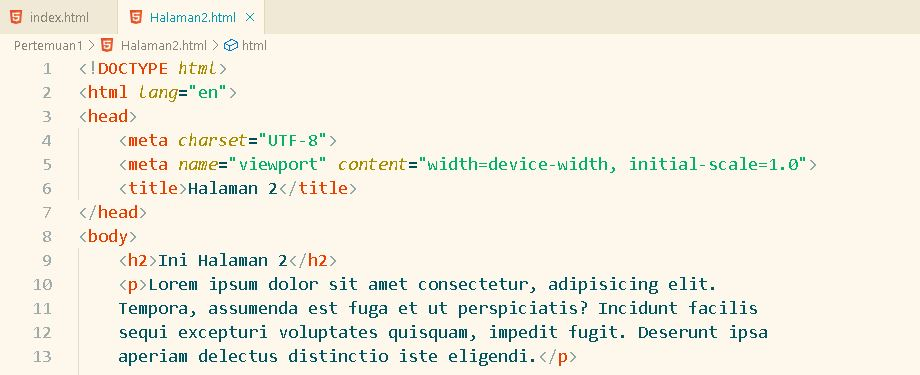 index.html Halaman2.html ×
Pertemuan1 > Halaman2.html > html
1 <!DOCTYPE html>
2 <html lang="en">
3 <head>
4     <meta charset="UTF-8">
5     <meta name="viewport" content="width=device-width, initial-scale=1.0">
6     <title>Halaman 2</title>
7 </head>
8 <body>
9     <h2>Ini Halaman 2</h2>
10     <p>Lorem ipsum dolor sit amet consectetur, adipisicing elit.
11     Tempora, assumenda est fuga et ut perspiciatis? Incidunt facilis
12     sequi excepturi voluptates quisquam, impedit fugit. Deserunt ipsa
13     aperiam delectus distinctio iste eligendi.</p>